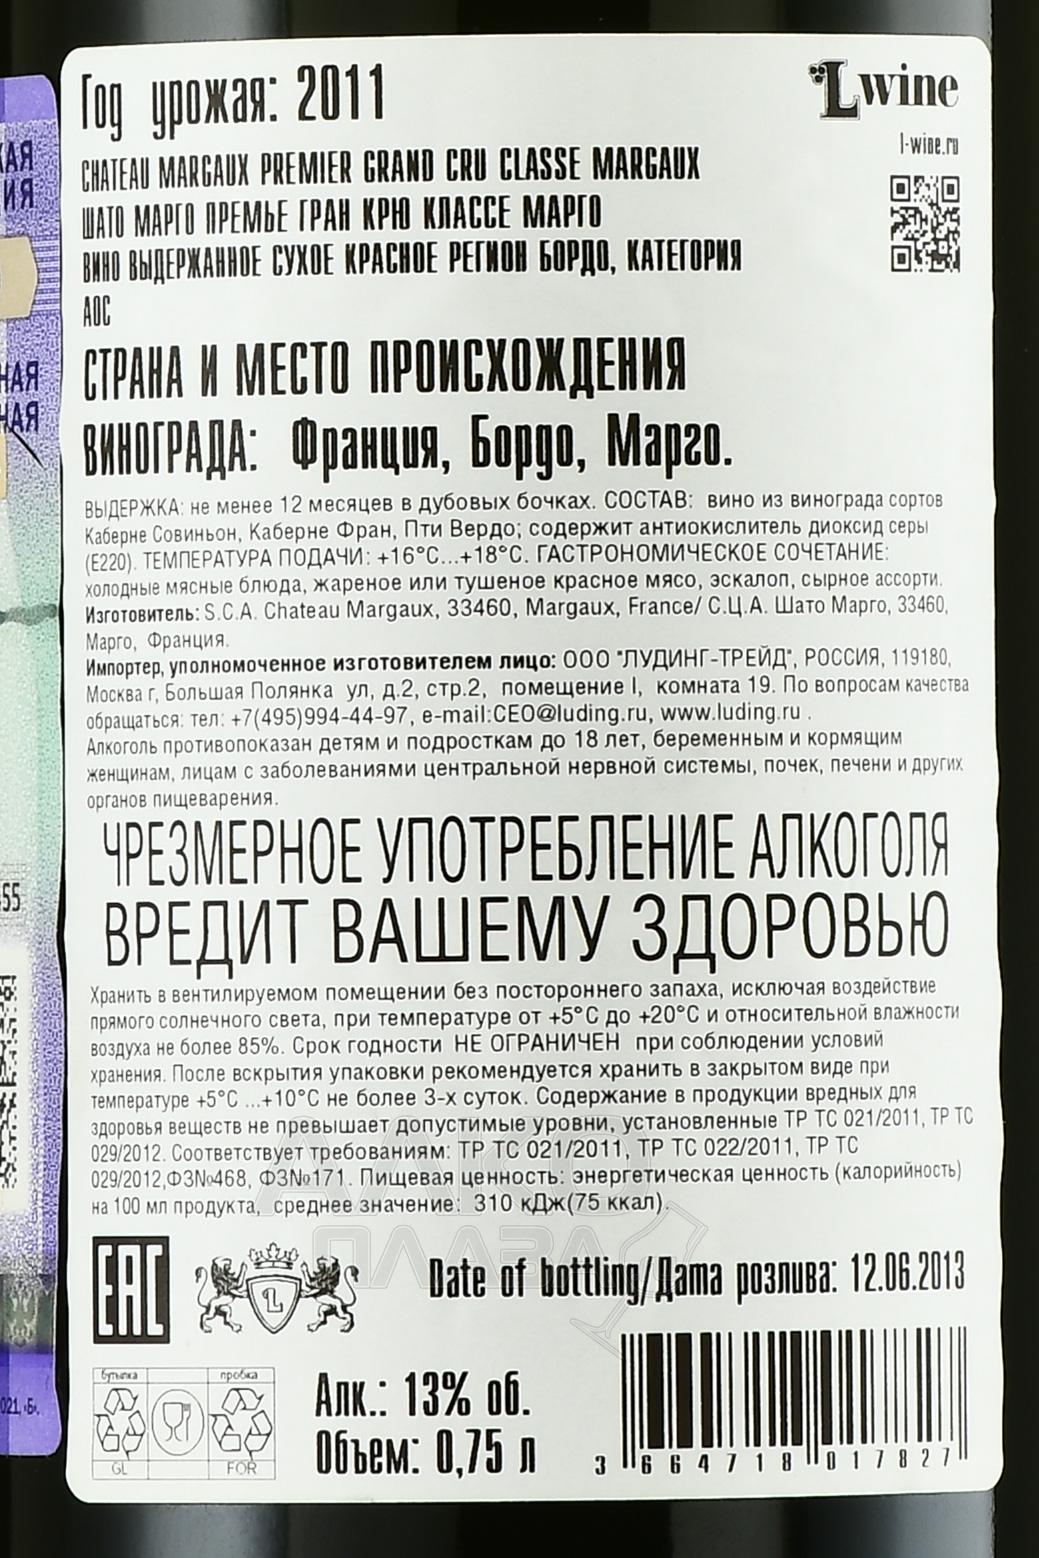 Год урожая: 2011
Lwine
l-wine.ru
CHATEAU MARGAUX PREMIER GRAND CRU CLASSE MARGAUX
ШАТО МАРГО ПРЕМЬЕ ГРАН КРЮ КЛАССЕ МАРГО
ВИНО ВЫДЕРЖАННОЕ СУХОЕ КРАСНОЕ РЕГИОН БОРДО, КАТЕГОРИЯ
АОС
СТРАНА И МЕСТО ПРОИСХОЖДЕНИЯ
ВИНОГРАДА: Франция, Бордо, Марго.
ВЫДЕРЖКА: не менее 12 месяцев в дубовых бочках. СОСТАВ: вино из винограда сортов
Каберне Совиньон, Каберне Фран, Пти Вердо; содержит антиокислитель диоксид серы
(Е220). ТЕМПЕРАТУРА ПОДАЧИ: +16°С...+18°С. ГАСТРОНОМИЧЕСКОЕ СОЧЕТАНИЕ:
холодные мясные блюда, жареное или тушеное красное мясо, эскалоп, сырное ассорти.
Изготовитель: S.C.A. Chateau Margaux, 33460, Margaux, France/ С.Ц.А. Шато Марго, 33460,
Марго, Франция.
Импортер, уполномоченное изготовителем лицо: ООО "ЛУДИНГ-ТРЕЙД", РОССИЯ, 119180,
Москва г, Большая Полянка ул, д.2, стр.2, помещение I, комната 19. По вопросам качества
обращаться: тел: +7(495)994-44-97, e-mail:CEO@luding.ru, www.luding.ru .
Алкоголь противопоказан детям и подросткам до 18 лет, беременным и кормящим
женщинам, лицам с заболеваниями центральной нервной системы, почек, печени и других
органов пищеварения.
ЧРЕЗМЕРНОЕ УПОТРЕБЛЕНИЕ АЛКОГОЛЯ
ВРЕДИТ ВАШЕМУ ЗДОРОВЬЮ
Хранить в вентилируемом помещении без постороннего запаха, исключая воздействие
прямого солнечного света, при температуре от +5°С до +20°С и относительной влажности
воздуха не более 85%. Срок годности НЕ ОГРАНИЧЕН при соблюдении условий
хранения. После вскрытия упаковки рекомендуется хранить в закрытом виде при
температуре +5°С ...+10°С не более 3-х суток. Содержание в продукции вредных для
здоровья веществ не превышает допустимые уровни, установленные ТР ТС 021/2011, ТР ТС
029/2012. Соответствует требованиям: ТР ТС 021/2011, ТР ТС 022/2011, ТР ТС
029/2012,ФЗ№468, ФЗ№171. Пищевая ценность: энергетическая ценность (калорийность)
на 100 мл продукта, среднее значение: 310 кДж(75 ккал).
АЛКО
ПЛАЗА
EAC
L
Date of bottling/Дата розлива: 12.06.2013
бутылка
пробка
GL
FOR
Алк.: 13% об.
Объем: 0,75 л
3 664718 017827
КАЯ
ИЯ
НАЯ
НАЯ
55
021, «Б».